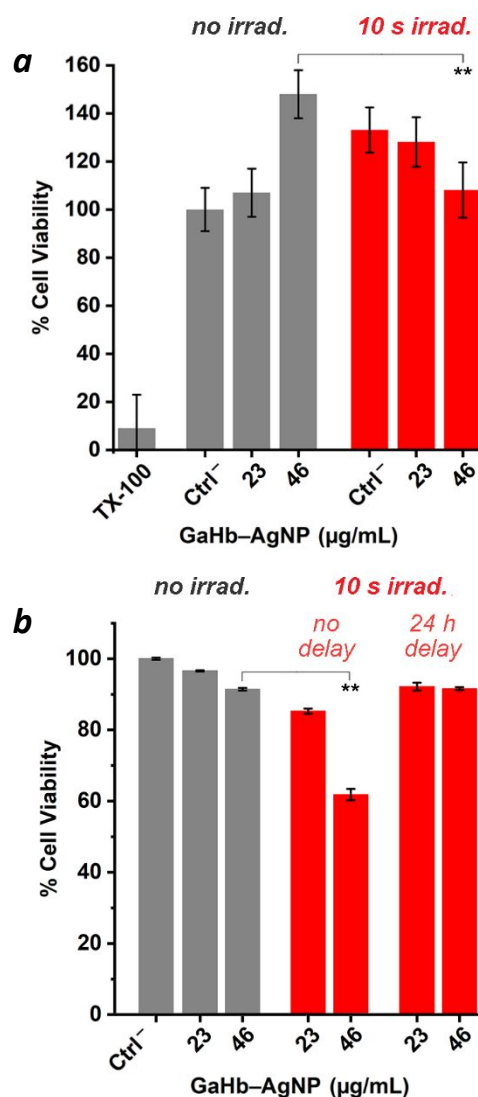 no irrad. 10 s irrad.
a
**
160
140
120
100
80
60
40
20
0
% Cell Viability
TX-100 Ctrl⁻ 23 46 Ctrl⁻ 23 46
GaHb–AgNP (µg/mL)
no irrad. 10 s irrad.
b
no delay 24 h delay
**
100
80
60
40
20
0
% Cell Viability
Ctrl⁻ 23 46 23 46 23 46
GaHb–AgNP (µg/mL)